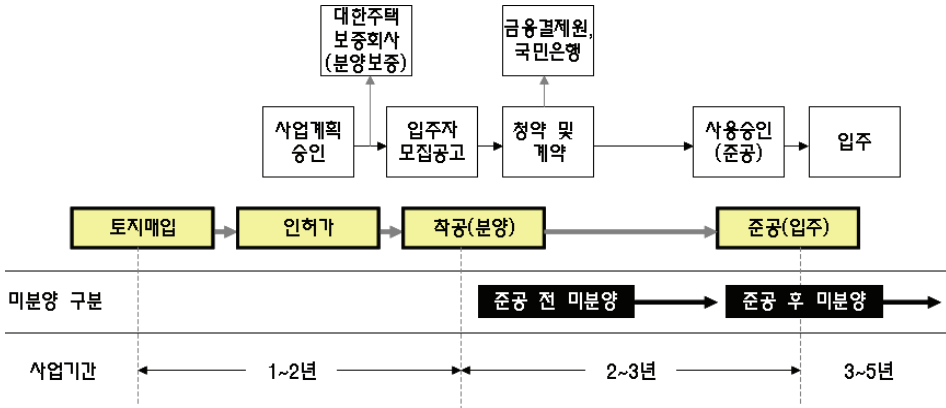 대한주택
보증회사
(분양보증)
금융결제원,
국민은행
사업계획
승인
입주자
모집공고
청약 및
계약
사용승인
(준공)
입주
토지매입
인허가
착공(분양)
준공(입주)
미분양 구분
준공 전 미분양
준공 후 미분양
사업기간
1~2년
2~3년
3~5년